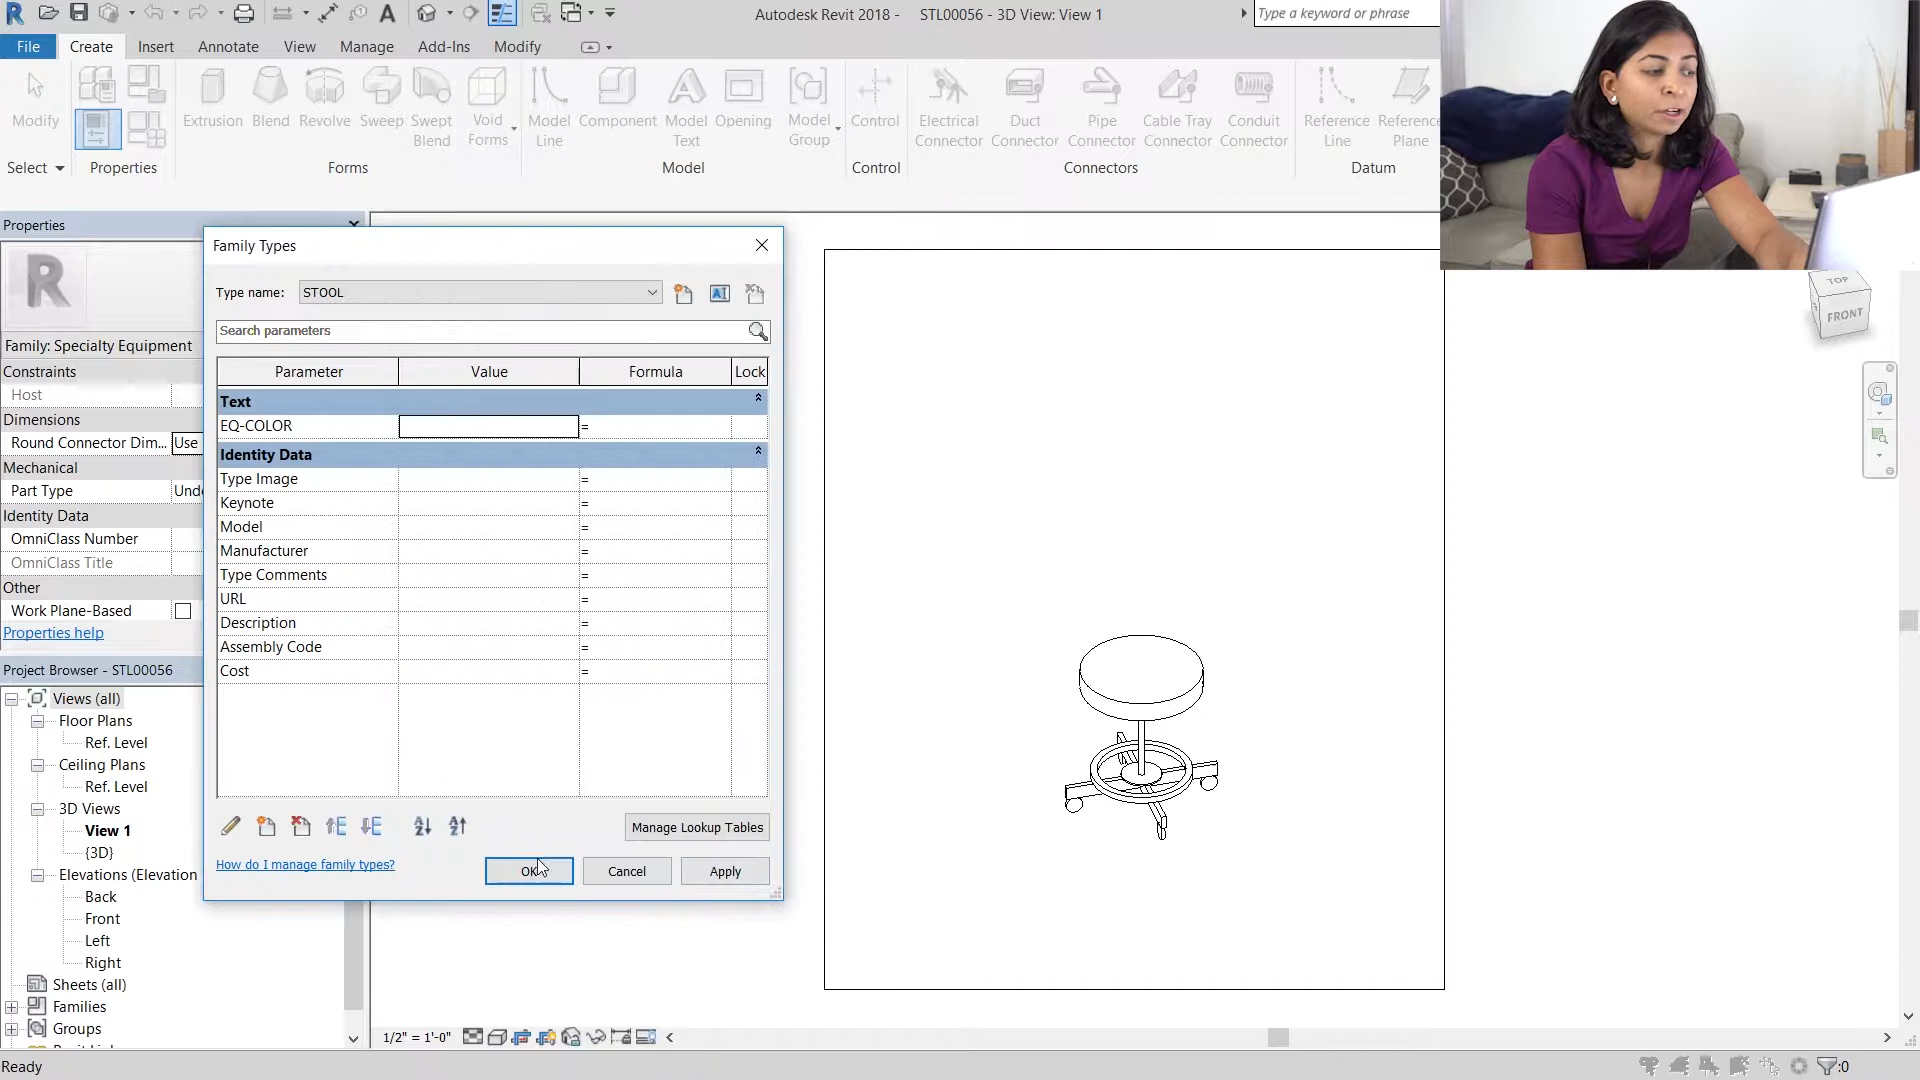 Autodesk Revit 2018 - STL00056 - 3D View: View 1
Type a keyword or phrase
File Create Insert Annotate View Manage Add-Ins Modify
Modify
Extrusion Blend Revolve Sweep Swept Blend Void Forms
Model Line Component Model Text Opening Model Group
Control
Electrical Connector Duct Connector Pipe Connector Cable Tray Connector Conduit Connector
Reference Line Reference Plane
Select Properties Forms Model Control Connectors Datum
Properties
R
Family: Specialty Equipment
Constraints
Host
Dimensions
Round Connector Dim... Use
Mechanical
Part Type Und
Identity Data
OmniClass Number
OmniClass Title
Other
Work Plane-Based
Properties help
Project Browser - STL00056
Views (all)
Floor Plans
Ref. Level
Ceiling Plans
Ref. Level
3D Views
View 1
{3D}
Elevations (Elevation
Back
Front
Left
Right
Sheets (all)
Families
Groups
Family Types
Type name: STOOL
Search parameters
Parameter Value Formula Lock
Text
EQ-COLOR =
Identity Data
Type Image =
Keynote =
Model =
Manufacturer =
Type Comments =
URL =
Description =
Assembly Code =
Cost =
Manage Lookup Tables
How do I manage family types?
OK Cancel Apply
TOP
FRONT
1/2" = 1'-0"
Ready
:0